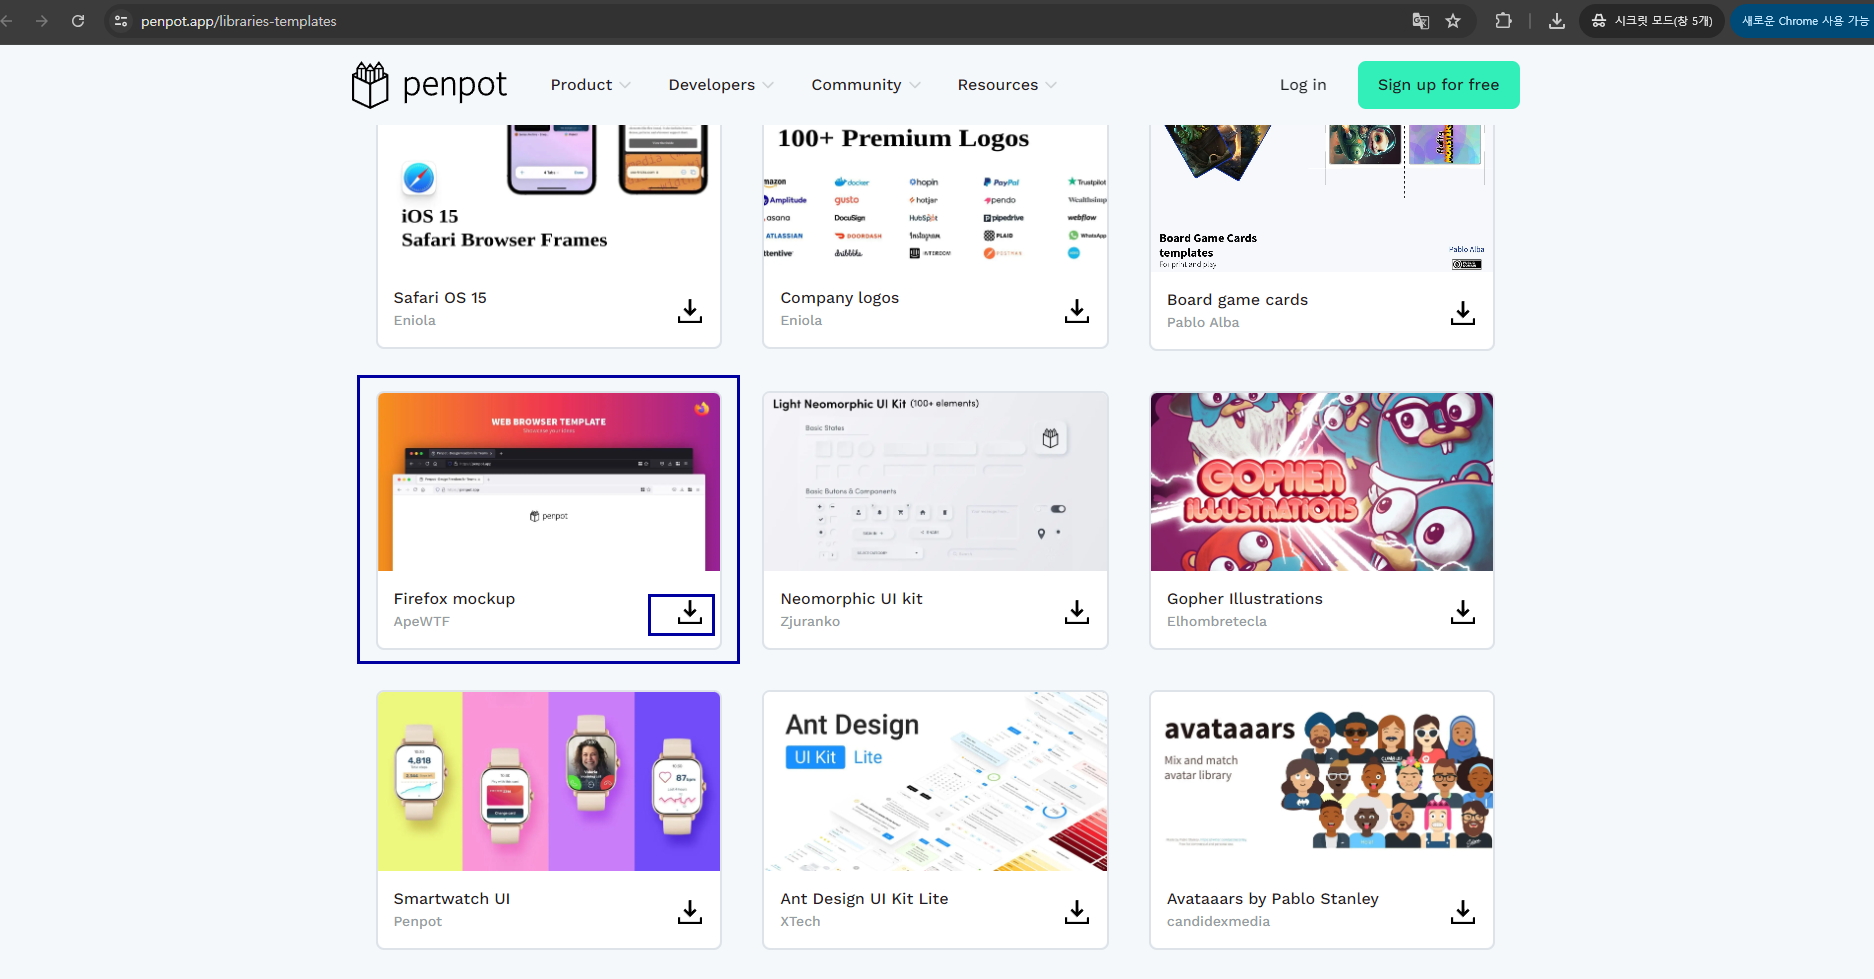 penpot.app/libraries-templates
시크릿 모드(창 5개)
새로운 Chrome 사용 가능
penpot
Product
Developers
Community
Resources
Log in
Sign up for free
iOS 15
Safari Browser Frames
Safari OS 15
Eniola
100+ Premium Logos
mazon
docker
hopin
PayPal
Trustpilot
Amplitude
gusto
hotjar
pendo
Wealthsimp
asana
DocuSign
HubSpot
pipedrive
webflow
ATLASSIAN
DOORDASH
Instagram
PLAID
WhatsApp
ttentive
dribbble
INTERCOM
POSTMAN
Company logos
Eniola
Board Game Cards
templates
For print and play
Pablo Alba
Board game cards
Pablo Alba
WEB BROWSER TEMPLATE
penpot
Firefox mockup
ApeWTF
Light Neomorphic UI Kit (100+ elements)
Basic States
Basic Butons & Components
Neomorphic UI kit
Zjuranko
GOPHER
ILLUSTRATIONS
Gopher Illustrations
Elhombretecla
4,818
87bpm
Smartwatch UI
Penpot
Ant Design
UI Kit Lite
Ant Design UI Kit Lite
XTech
avataaars
Mix and match
avatar library
Avataaars by Pablo Stanley
candidexmedia